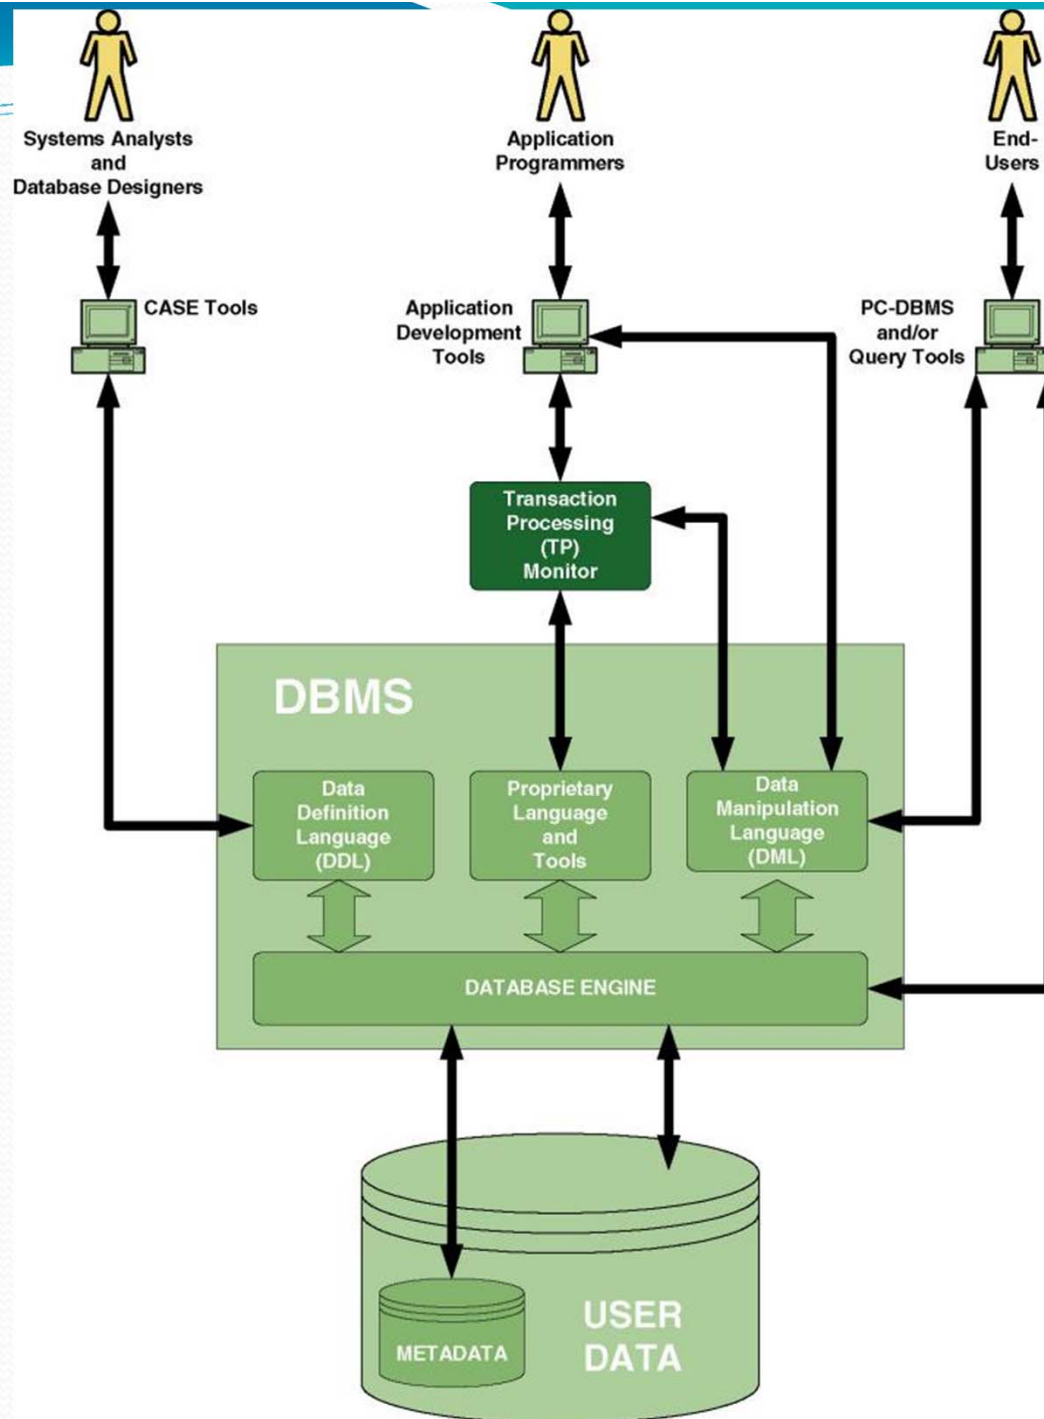 Systems Analysts
and
Database Designers
Application
Programmers
End-
Users
CASE Tools
Application
Development
Tools
PC-DBMS
and/or
Query Tools
Transaction
Processing
(TP)
Monitor
DBMS
Data
Definition
Language
(DDL)
Proprietary
Language
and
Tools
Data
Manipulation
Language
(DML)
DATABASE ENGINE
METADATA
USER
DATA